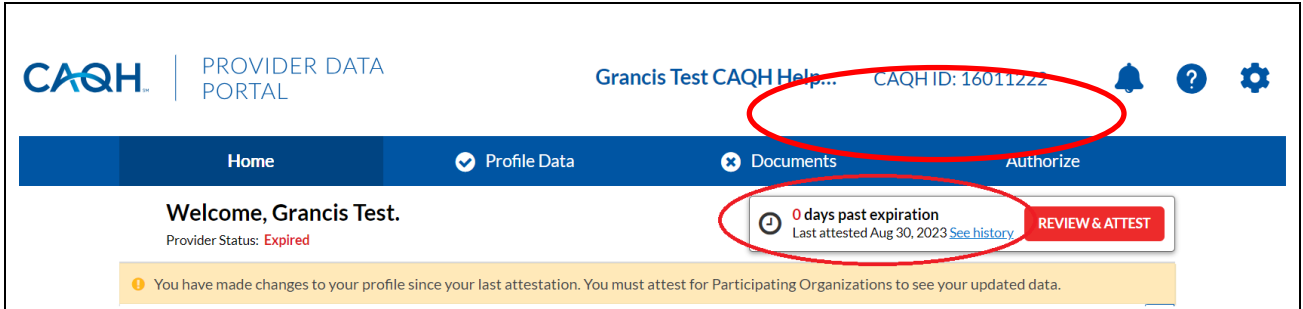 CAQH
PROVIDER DATA
PORTAL
Grancis Test CAQH Help...
CAQH ID: 16011222
Home
Profile Data
Documents
Authorize
Welcome, Grancis Test.
Provider Status: Expired
0 days past expiration
Last attested Aug 30, 2023 See history
REVIEW & ATTEST
You have made changes to your profile since your last attestation. You must attest for Participating Organizations to see your updated data.